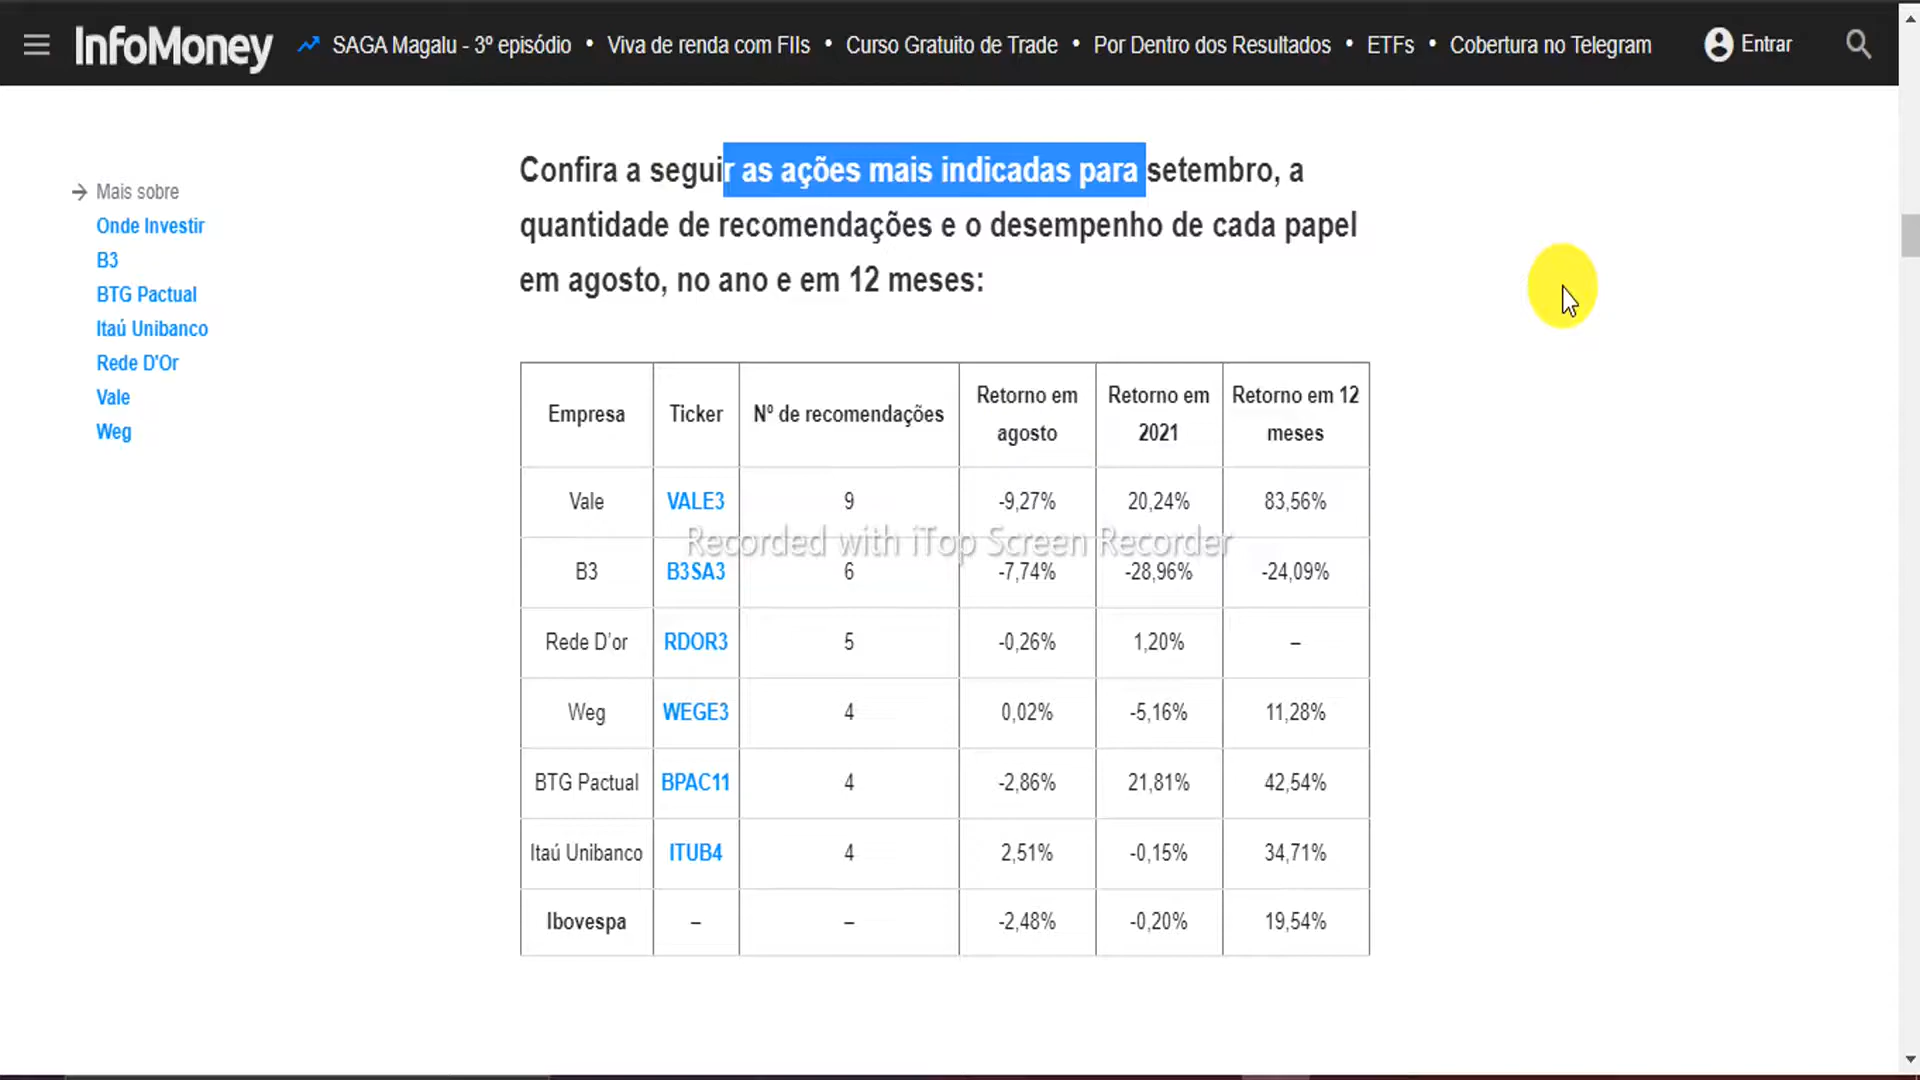 InfoMoney SAGA Magalu - 3º episódio • Viva de renda com FIIs • Curso Gratuito de Trade • Por Dentro dos Resultados • ETFs • Cobertura no Telegram Entrar
Mais sobre
Onde Investir
B3
BTG Pactual
Itaú Unibanco
Rede D'Or
Vale
Weg
Confira a seguir as ações mais indicadas para setembro, a
quantidade de recomendações e o desempenho de cada papel
em agosto, no ano e em 12 meses:
Empresa Ticker Nº de recomendações Retorno em agosto Retorno em 2021 Retorno em 12 meses
Vale VALE3 9 -9,27% 20,24% 83,56%
Recorded with iTop Screen Recorder
B3 B3SA3 6 -7,74% -28,96% -24,09%
Rede D’or RDOR3 5 -0,26% 1,20% –
Weg WEGE3 4 0,02% -5,16% 11,28%
BTG Pactual BPAC11 4 -2,86% 21,81% 42,54%
Itaú Unibanco ITUB4 4 2,51% -0,15% 34,71%
Ibovespa – – -2,48% -0,20% 19,54%